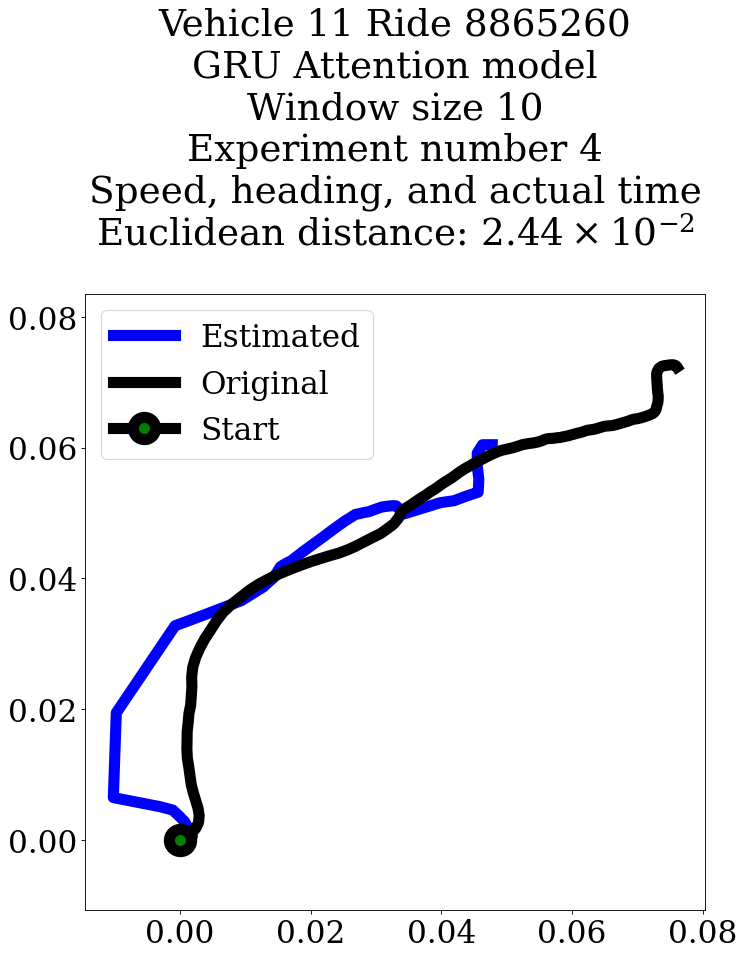 Vehicle 11 Ride 8865260
GRU Attention model
Window size 10
Experiment number 4
Speed, heading, and actual time
Euclidean distance: 2.44 × 10⁻²
Estimated
Original
Start
0.08
0.06
0.04
0.02
0.00
0.00 0.02 0.04 0.06 0.08